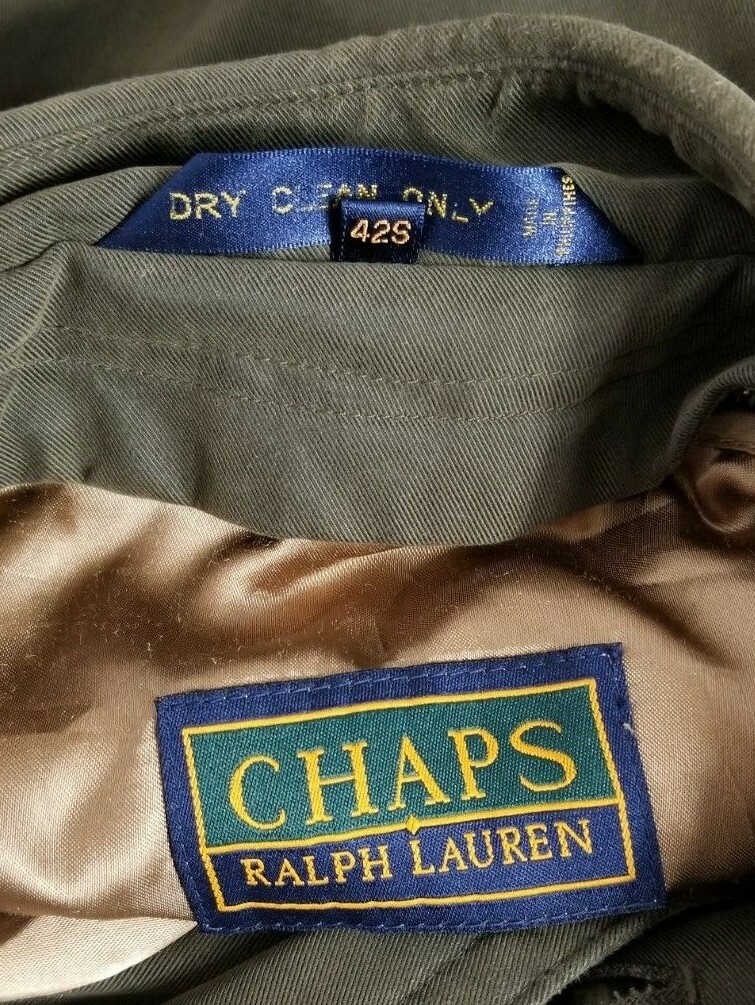 DRY CLEAN ONLY
MADE
IN
PHILIPPINES
42S
CHAPS
RALPH LAUREN